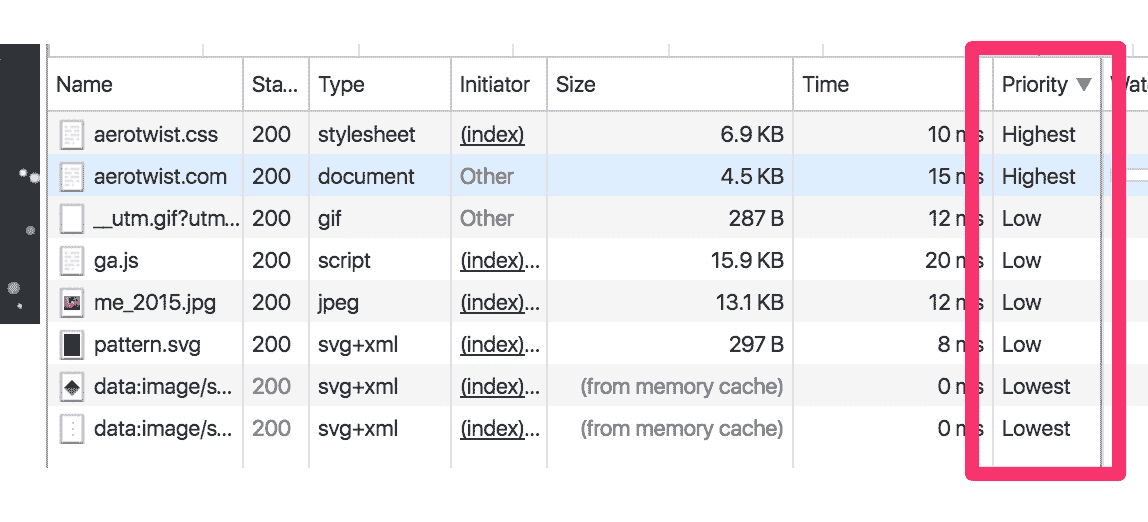 Name Sta... Type Initiator Size Time Priority ▼
aerotwist.css 200 stylesheet (index) 6.9 KB 10 ms Highest
aerotwist.com 200 document Other 4.5 KB 15 ms Highest
__utm.gif?utm... 200 gif Other 287 B 12 ms Low
ga.js 200 script (index)... 15.9 KB 20 ms Low
me_2015.jpg 200 jpeg (index)... 13.1 KB 12 ms Low
pattern.svg 200 svg+xml (index)... 297 B 8 ms Low
data:image/s... 200 svg+xml (index)... (from memory cache) 0 ms Lowest
data:image/s... 200 svg+xml (index)... (from memory cache) 0 ms Lowest